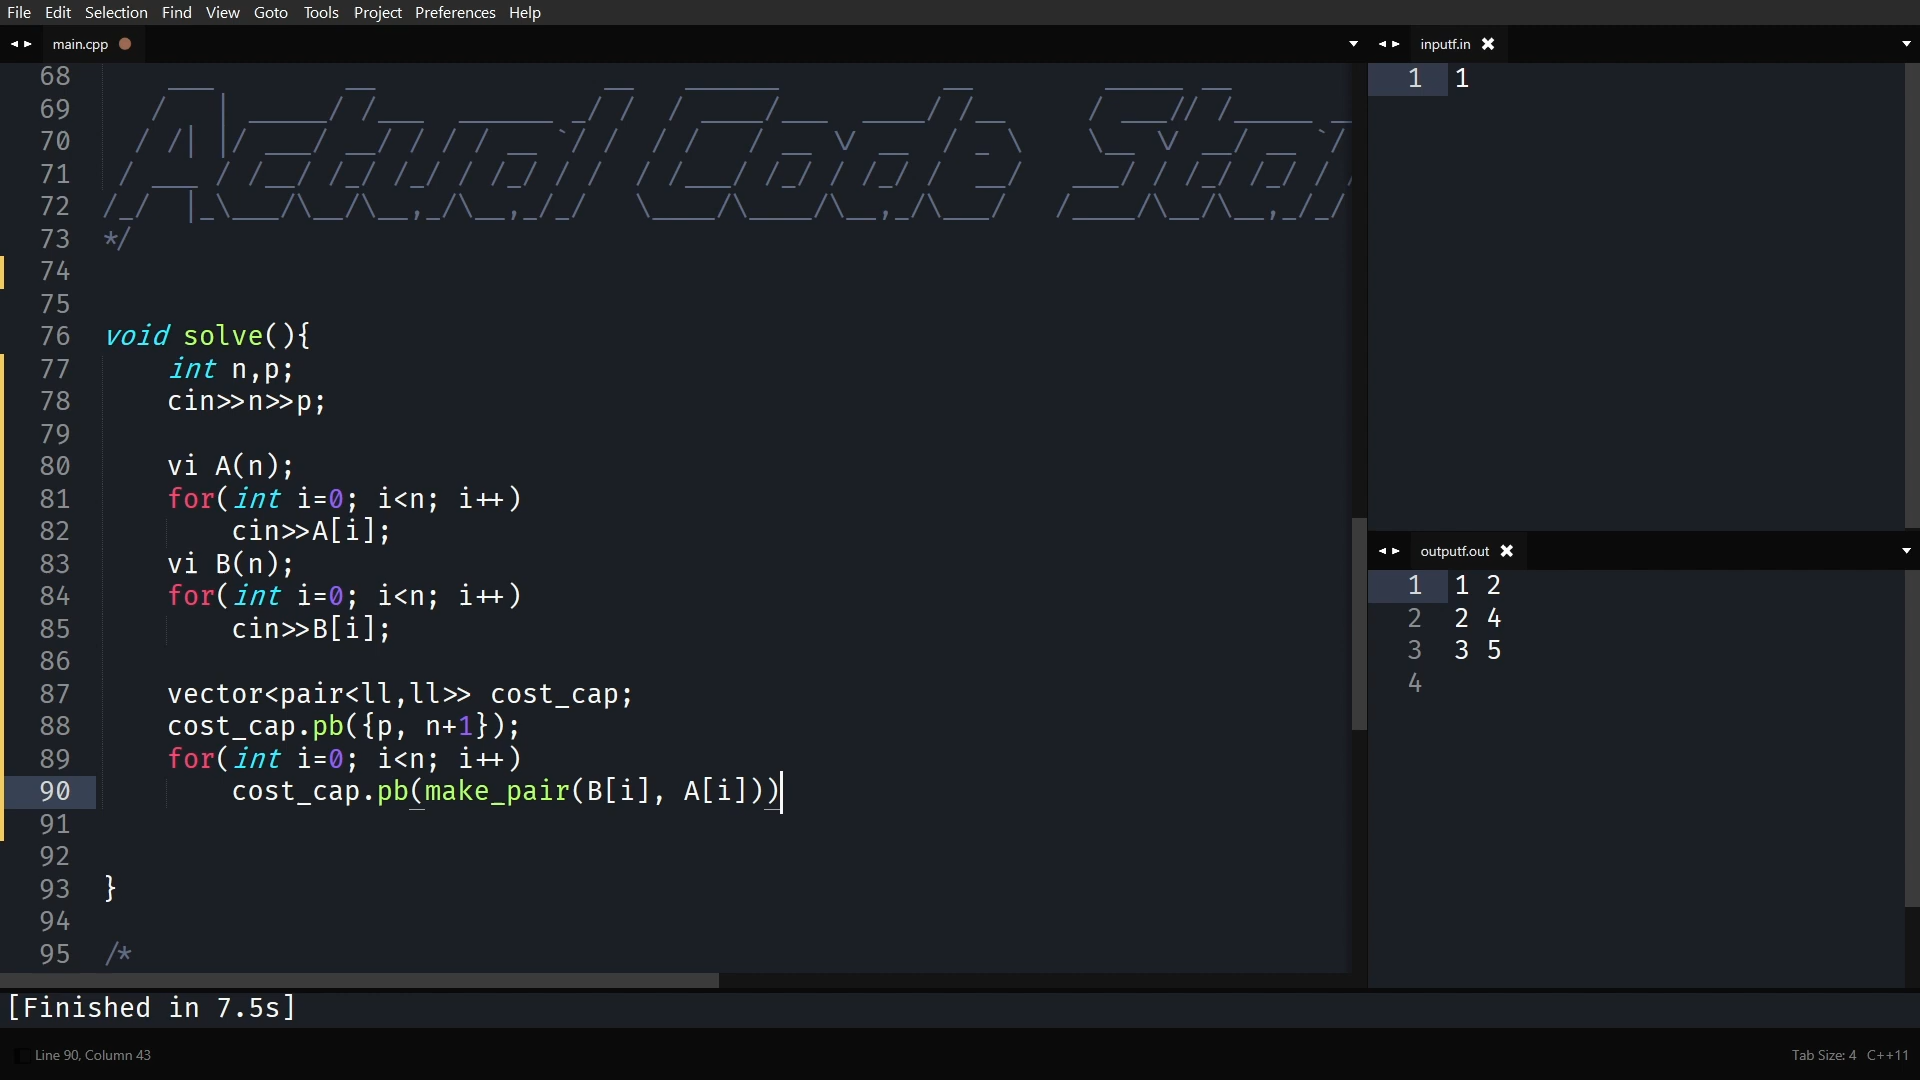 File Edit Selection Find View Goto Tools Project Preferences Help
main.cpp
68
69
70
71
72
73 */
74
75
76 void solve(){
77 int n,p;
78 cin>>n>>p;
79
80 vi A(n);
81 for(int i=0; i<n; i++)
82 cin>>A[i];
83 vi B(n);
84 for(int i=0; i<n; i++)
85 cin>>B[i];
86
87 vector<pair<ll,ll>> cost_cap;
88 cost_cap.pb({p, n+1});
89 for(int i=0; i<n; i++)
90 cost_cap.pb(make_pair(B[i], A[i]))
91
92
93 }
94
95 /*
inputf.in
1 1
outputf.out
1 1 2
2 2 4
3 3 5
4
[Finished in 7.5s]
Line 90, Column 43
Tab Size: 4 C++11